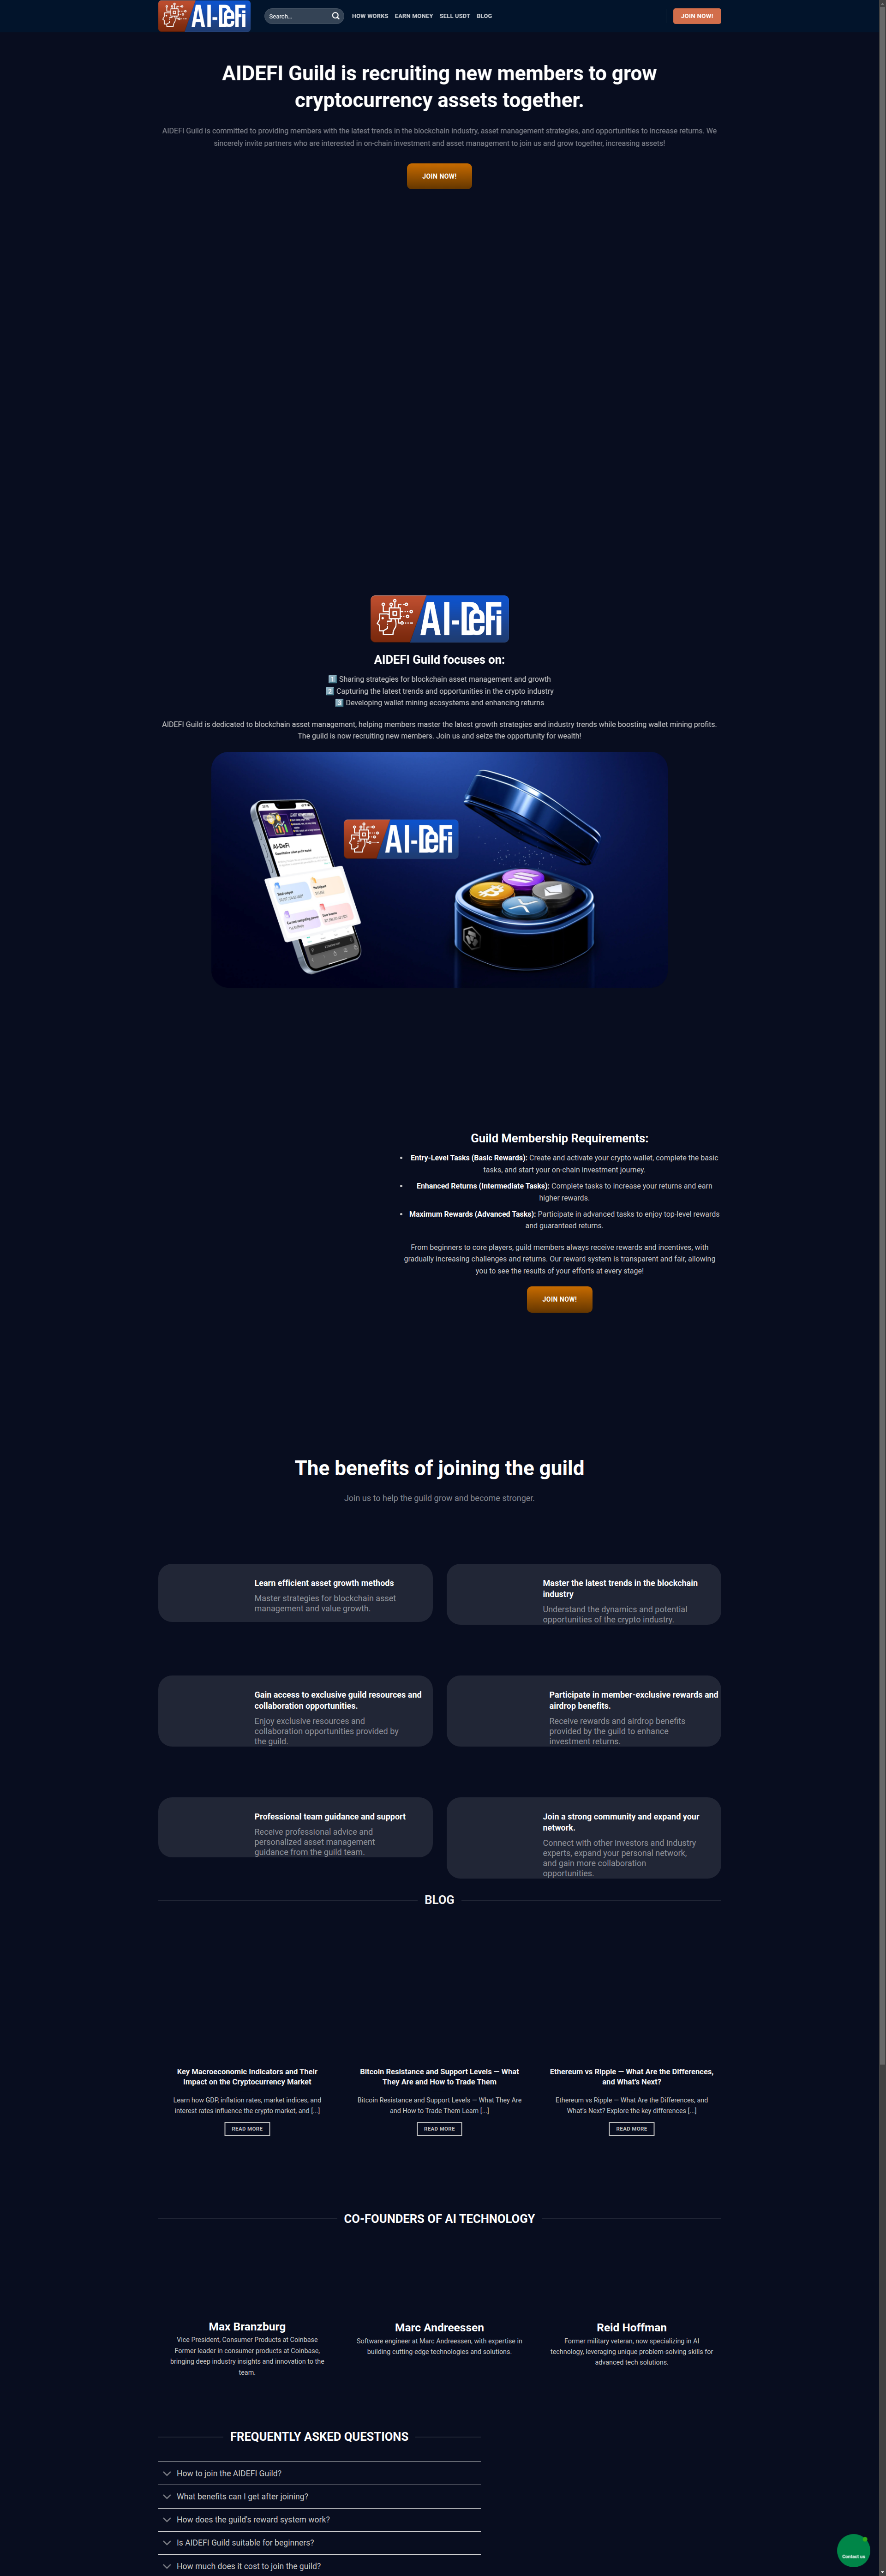 AI-DeFi
Search...
HOW WORKS
EARN MONEY
SELL USDT
BLOG
JOIN NOW!
AIDEFI Guild is recruiting new members to grow
cryptocurrency assets together.
AIDEFI Guild is committed to providing members with the latest trends in the blockchain industry, asset management strategies, and opportunities to increase returns. We
sincerely invite partners who are interested in on-chain investment and asset management to join us and grow together, increasing assets!
JOIN NOW!
AI-DeFi
AIDEFI Guild focuses on:
1 Sharing strategies for blockchain asset management and growth
2 Capturing the latest trends and opportunities in the crypto industry
3 Developing wallet mining ecosystems and enhancing returns
AIDEFI Guild is dedicated to blockchain asset management, helping members master the latest growth strategies and industry trends while boosting wallet mining profits.
The guild is now recruiting new members. Join us and seize the opportunity for wealth!
AI-DeFi
AI-DeFi
Total output
Participant
Current computing power
User income
Guild Membership Requirements:
• Entry-Level Tasks (Basic Rewards): Create and activate your crypto wallet, complete the basic
tasks, and start your on-chain investment journey.
• Enhanced Returns (Intermediate Tasks): Complete tasks to increase your returns and earn
higher rewards.
• Maximum Rewards (Advanced Tasks): Participate in advanced tasks to enjoy top-level rewards
and guaranteed returns.
From beginners to core players, guild members always receive rewards and incentives, with
gradually increasing challenges and returns. Our reward system is transparent and fair, allowing
you to see the results of your efforts at every stage!
JOIN NOW!
The benefits of joining the guild
Join us to help the guild grow and become stronger.
Learn efficient asset growth methods
Master strategies for blockchain asset
management and value growth.
Master the latest trends in the blockchain
industry
Understand the dynamics and potential
opportunities of the crypto industry.
Gain access to exclusive guild resources and
collaboration opportunities.
Enjoy exclusive resources and
collaboration opportunities provided by
the guild.
Participate in member-exclusive rewards and
airdrop benefits.
Receive rewards and airdrop benefits
provided by the guild to enhance
investment returns.
Professional team guidance and support
Receive professional advice and
personalized asset management
guidance from the guild team.
Join a strong community and expand your
network.
Connect with other investors and industry
experts, expand your personal network,
and gain more collaboration
opportunities.
BLOG
Key Macroeconomic Indicators and Their
Impact on the Cryptocurrency Market
Learn how GDP, inflation rates, market indices, and
interest rates influence the crypto market, and [...]
READ MORE
Bitcoin Resistance and Support Levels — What
They Are and How to Trade Them
Bitcoin Resistance and Support Levels — What They Are
and How to Trade Them Learn [...]
READ MORE
Ethereum vs Ripple — What Are the Differences,
and What's Next?
Ethereum vs Ripple — What Are the Differences, and
What's Next? Explore the key differences [...]
READ MORE
CO-FOUNDERS OF AI TECHNOLOGY
Max Branzburg
Vice President, Consumer Products at Coinbase
Former leader in consumer products at Coinbase,
bringing deep industry insights and innovation to the
team.
Marc Andreessen
Software engineer at Marc Andreessen, with expertise in
building cutting-edge technologies and solutions.
Reid Hoffman
Former military veteran, now specializing in AI
technology, leveraging unique problem-solving skills for
advanced tech solutions.
FREQUENTLY ASKED QUESTIONS
How to join the AIDEFI Guild?
What benefits can I get after joining?
How does the guild's reward system work?
Is AIDEFI Guild suitable for beginners?
How much does it cost to join the guild?
Contact us